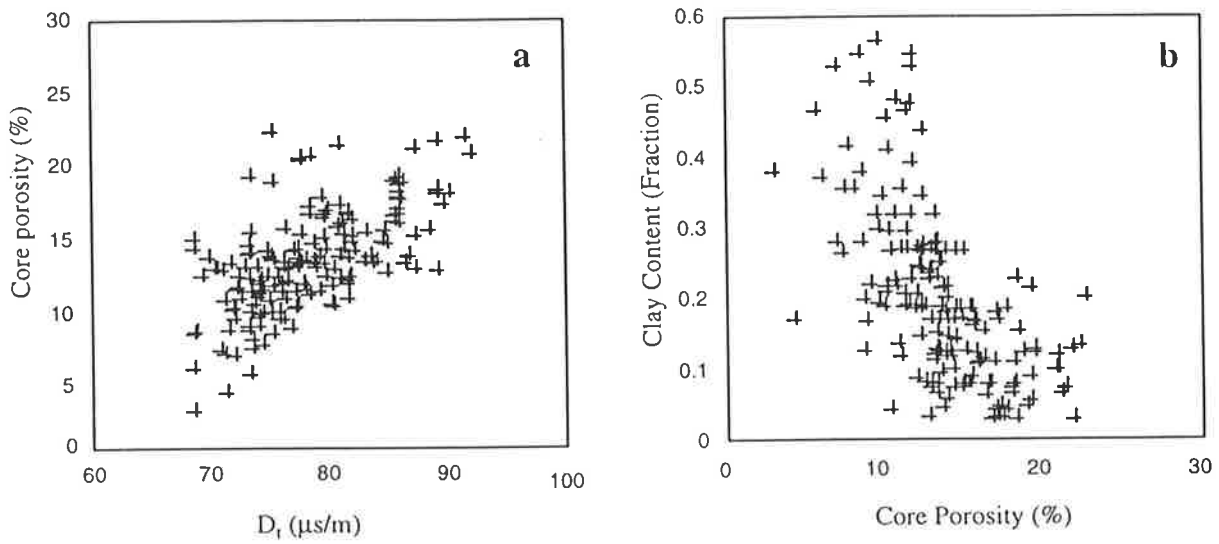 a
Core porosity (%)
30
25
20
15
10
5
0
60 70 80 90 100
Dt (μs/m)
b
Clay Content (Fraction)
0.6
0.5
0.4
0.3
0.2
0.1
0
0 10 20 30
Core Porosity (%)